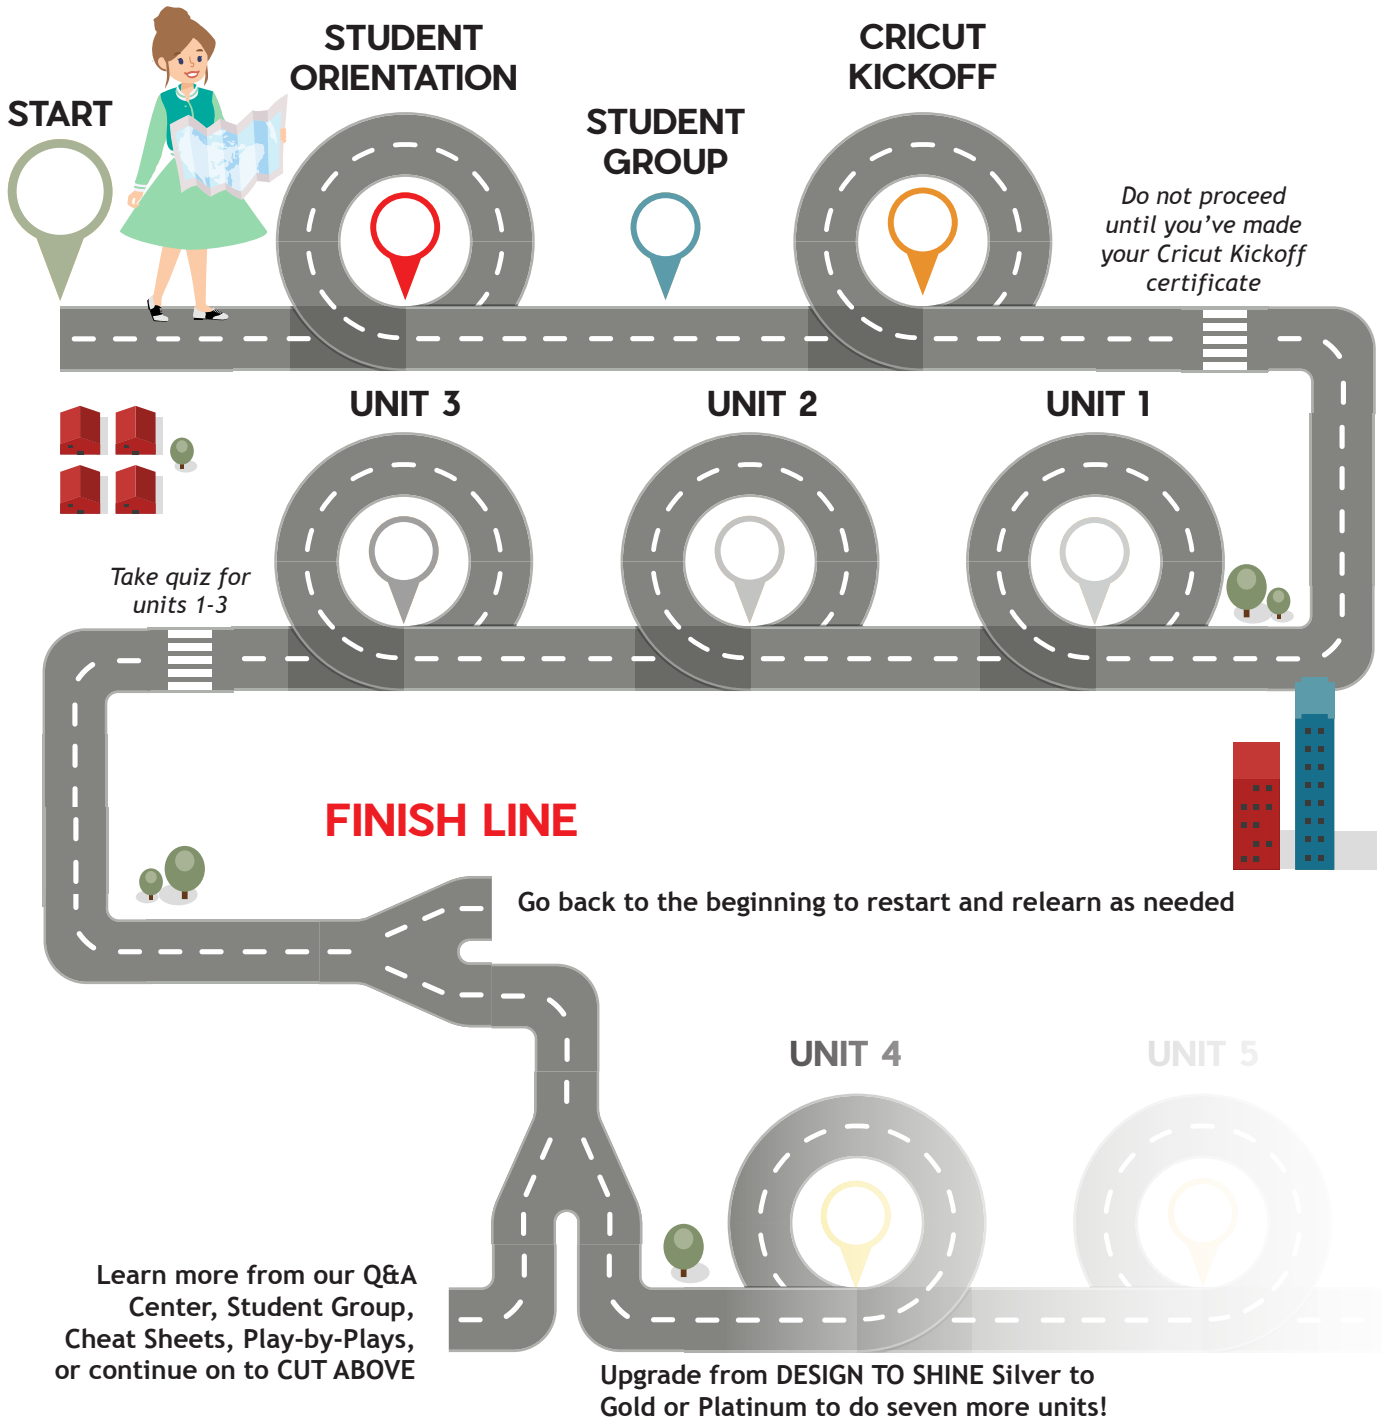 START
STUDENT
ORIENTATION
STUDENT
GROUP
CRICUT
KICKOFF
Do not proceed
until you’ve made
your Cricut Kickoff
certificate
UNIT 3
UNIT 2
UNIT 1
Take quiz for
units 1-3
FINISH LINE
Go back to the beginning to restart and relearn as needed
UNIT 4
UNIT 5
Learn more from our Q&A
Center, Student Group,
Cheat Sheets, Play-by-Plays,
or continue on to CUT ABOVE
Upgrade from DESIGN TO SHINE Silver to
Gold or Platinum to do seven more units!